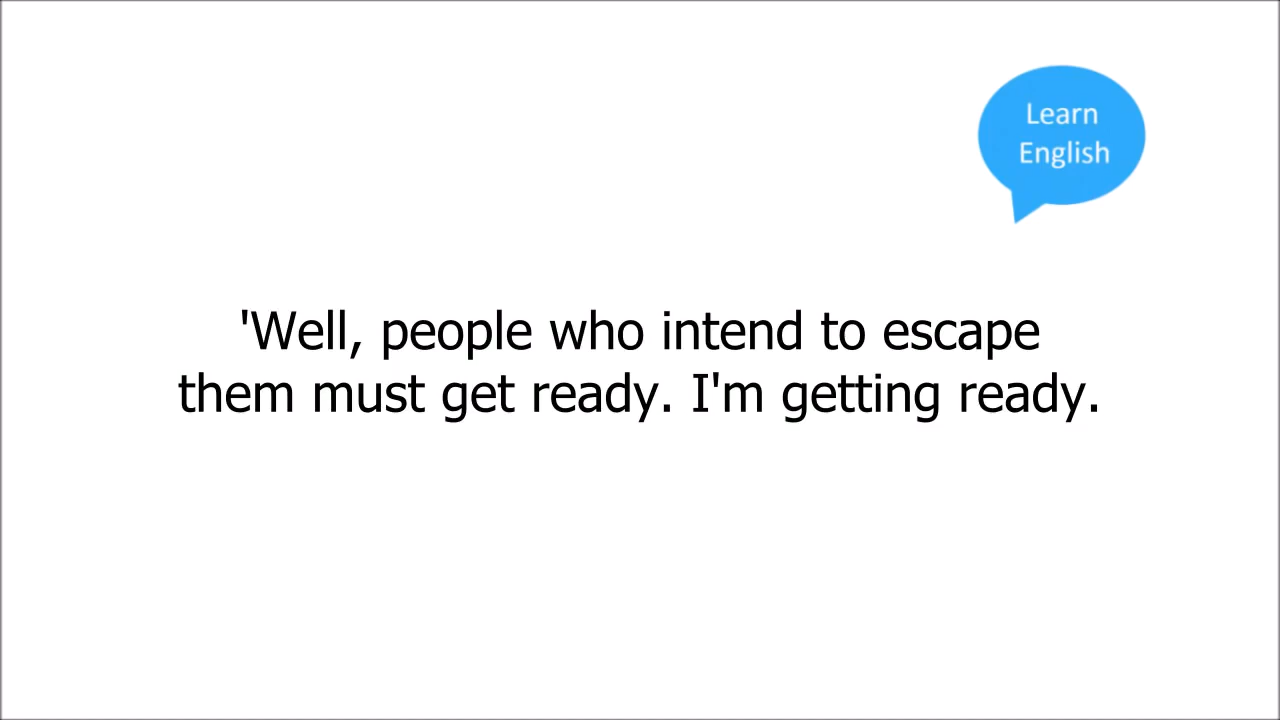 Learn
English
'Well, people who intend to escape
them must get ready. I'm getting ready.